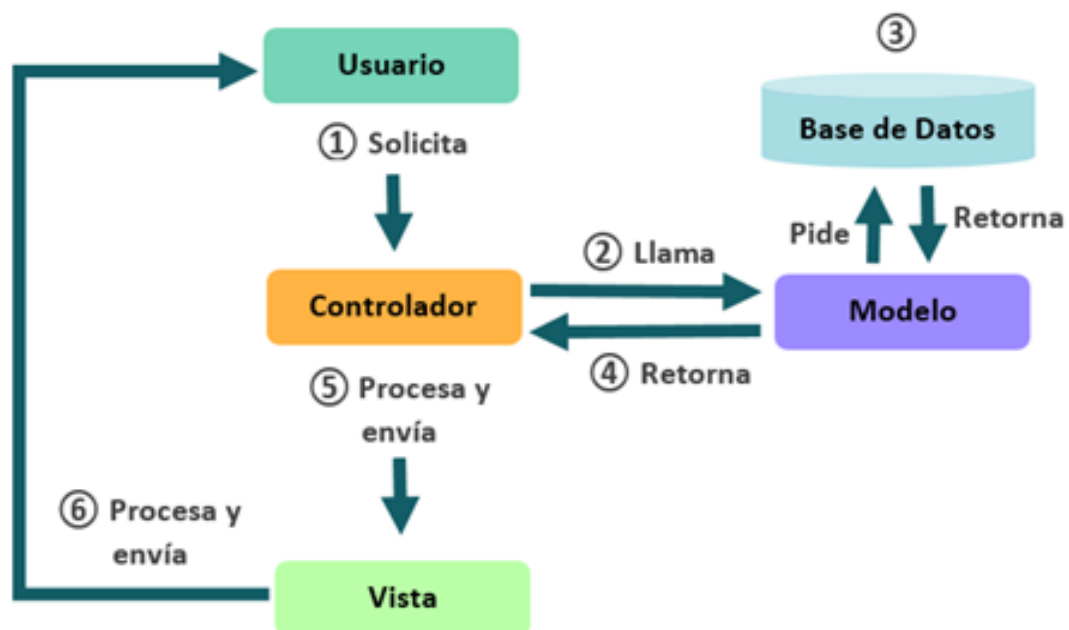 ③
Usuario
Base de Datos
① Solicita
Pide
Retorna
② Llama
Controlador
Modelo
④ Retorna
⑤ Procesa y
envía
⑥ Procesa y
envía
Vista